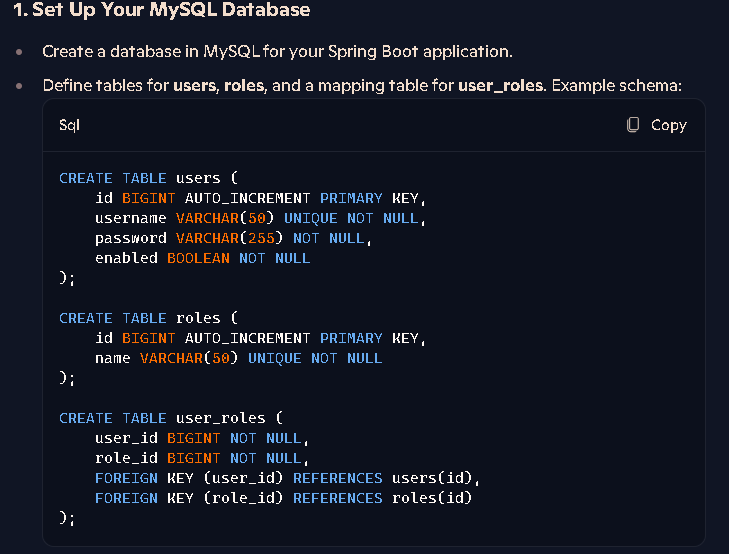 1. Set Up Your MySQL Database
• Create a database in MySQL for your Spring Boot application.
• Define tables for users, roles, and a mapping table for user_roles. Example schema:
Sql
Copy
CREATE TABLE users (
    id BIGINT AUTO_INCREMENT PRIMARY KEY,
    username VARCHAR(50) UNIQUE NOT NULL,
    password VARCHAR(255) NOT NULL,
    enabled BOOLEAN NOT NULL
);
CREATE TABLE roles (
    id BIGINT AUTO_INCREMENT PRIMARY KEY,
    name VARCHAR(50) UNIQUE NOT NULL
);
CREATE TABLE user_roles (
    user_id BIGINT NOT NULL,
    role_id BIGINT NOT NULL,
    FOREIGN KEY (user_id) REFERENCES users(id),
    FOREIGN KEY (role_id) REFERENCES roles(id)
);